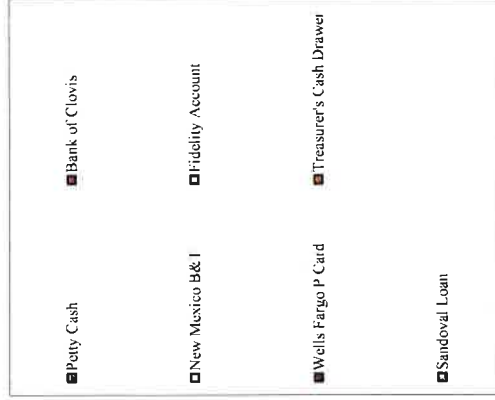 Petty Cash
Bank of Clovis
New Mexico B& I
Fidelity Account
Wells Fargo P Card
Treasurer's Cash Drawer
Sandoval Loan